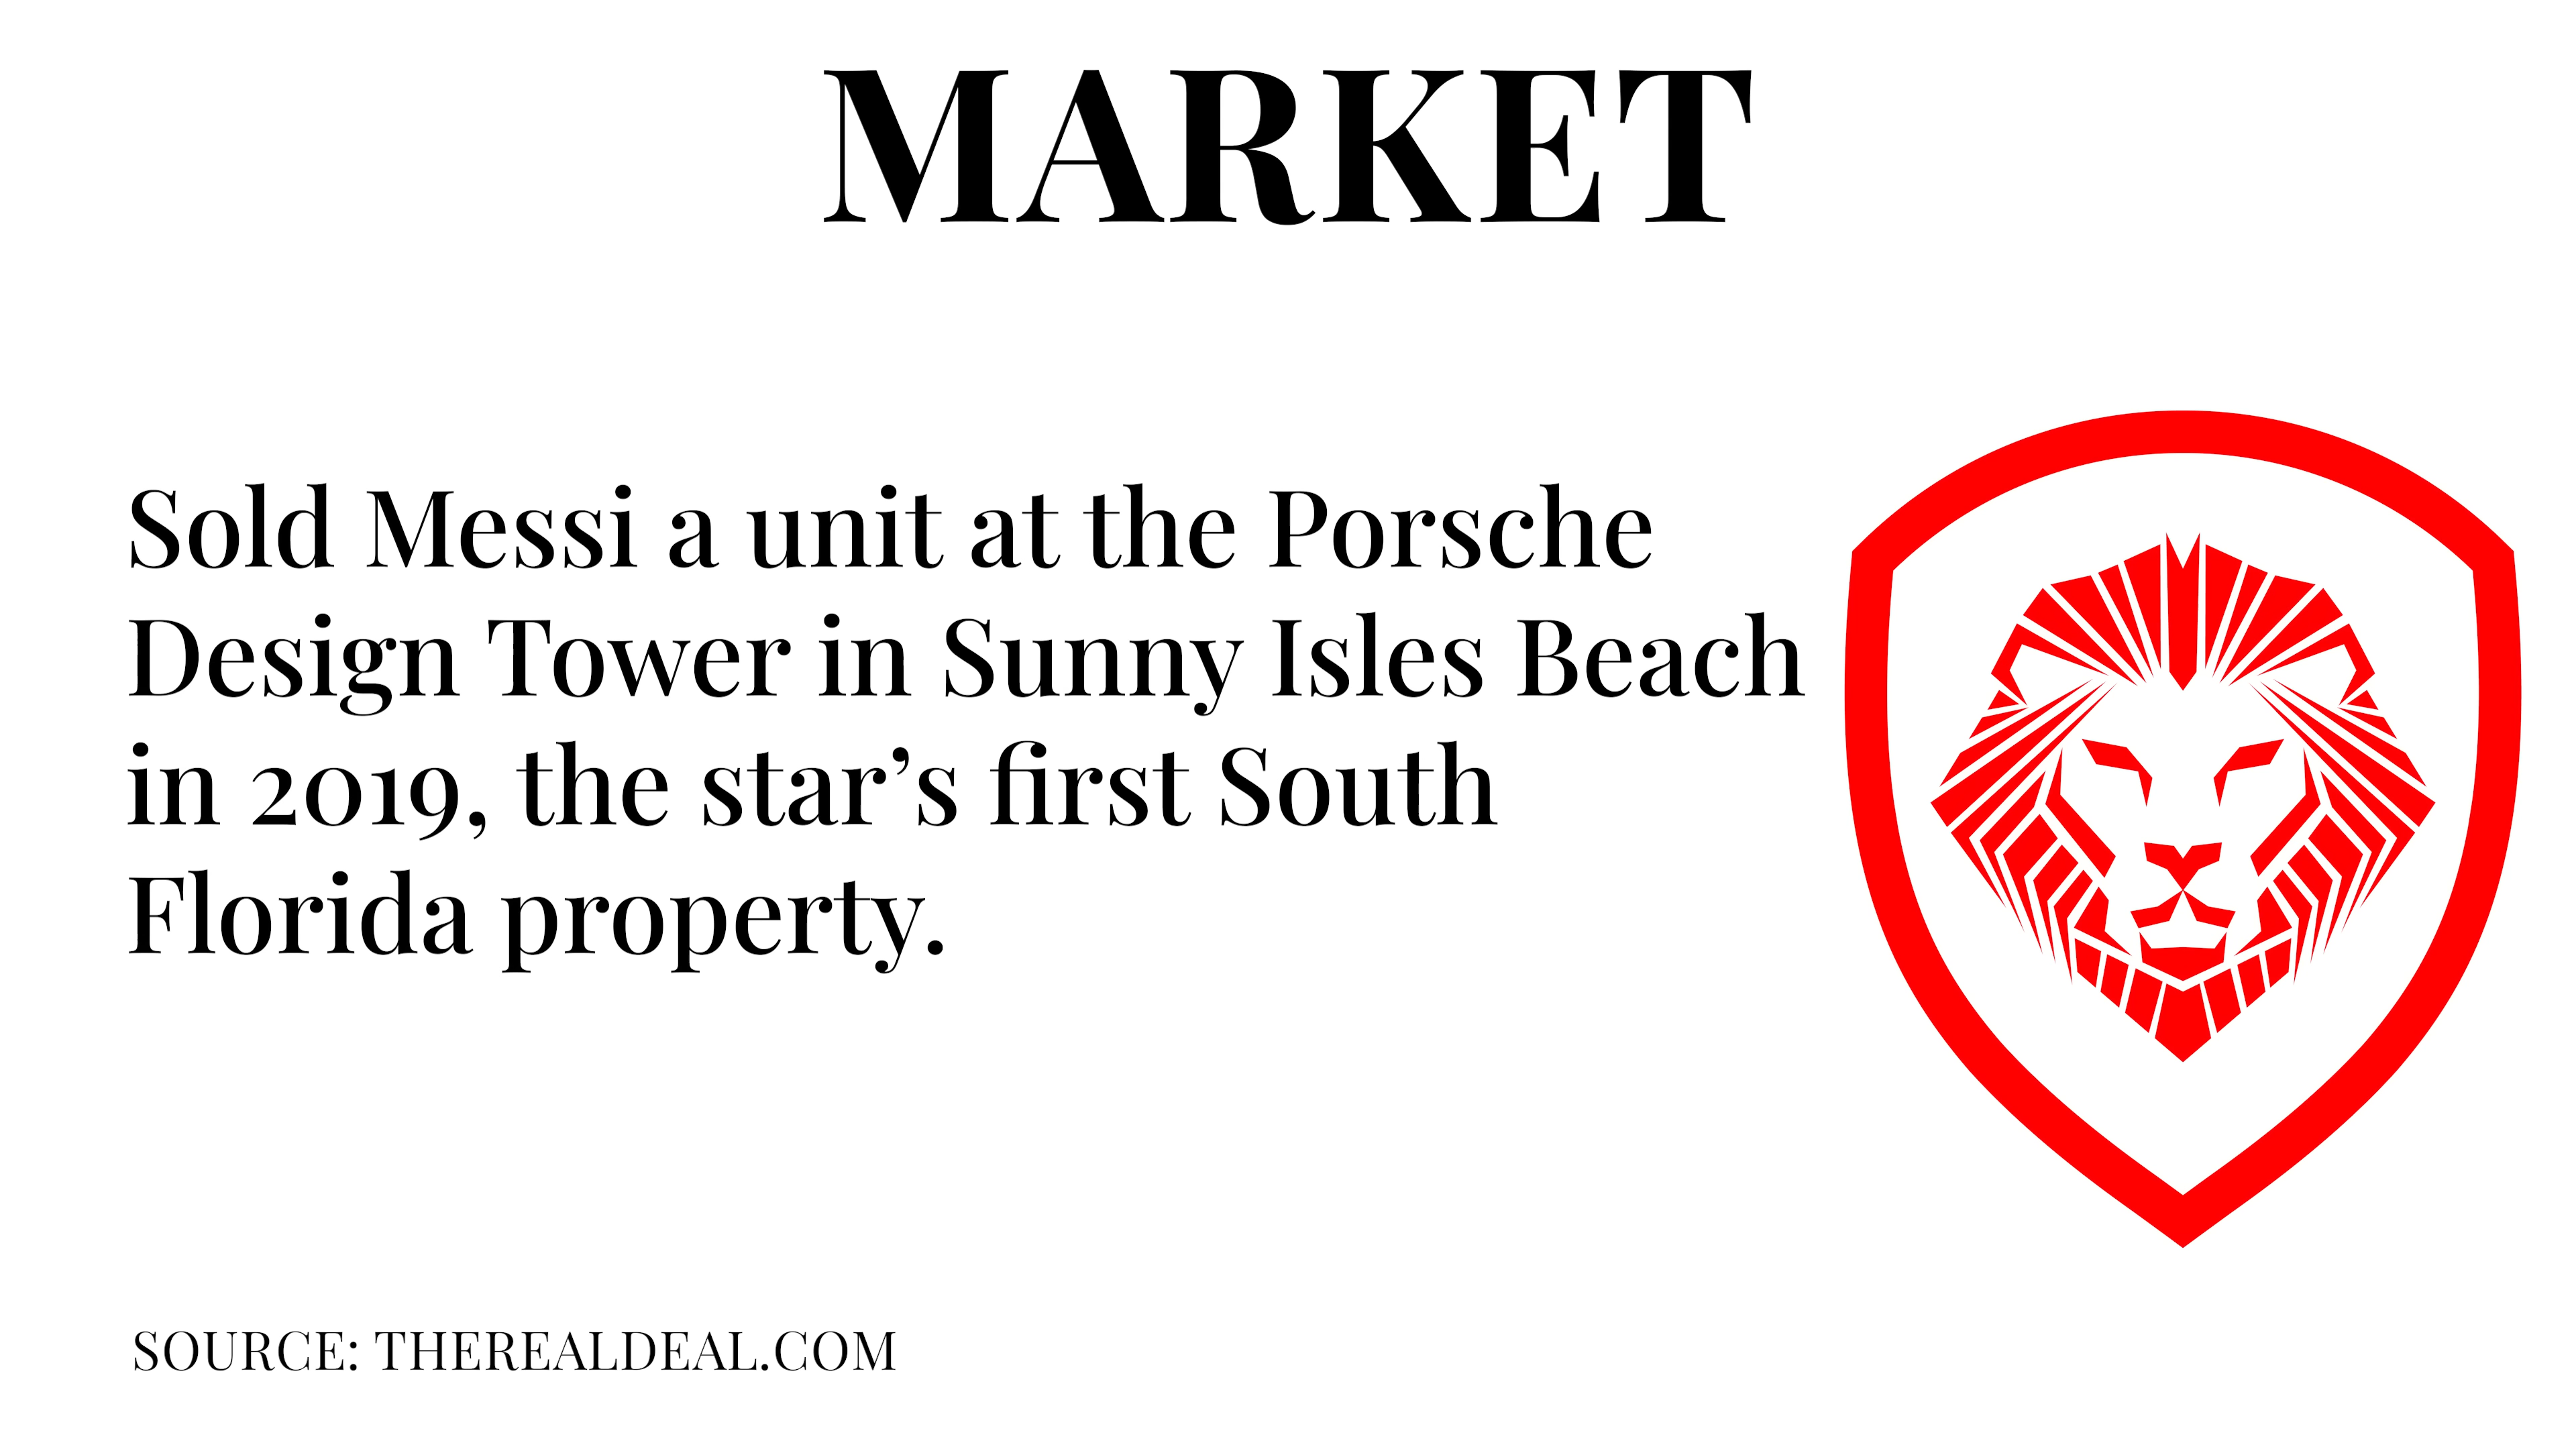 MARKET
Sold Messi a unit at the Porsche
Design Tower in Sunny Isles Beach
in 2019, the star’s first South
Florida property.
SOURCE: THEREALDEAL.COM